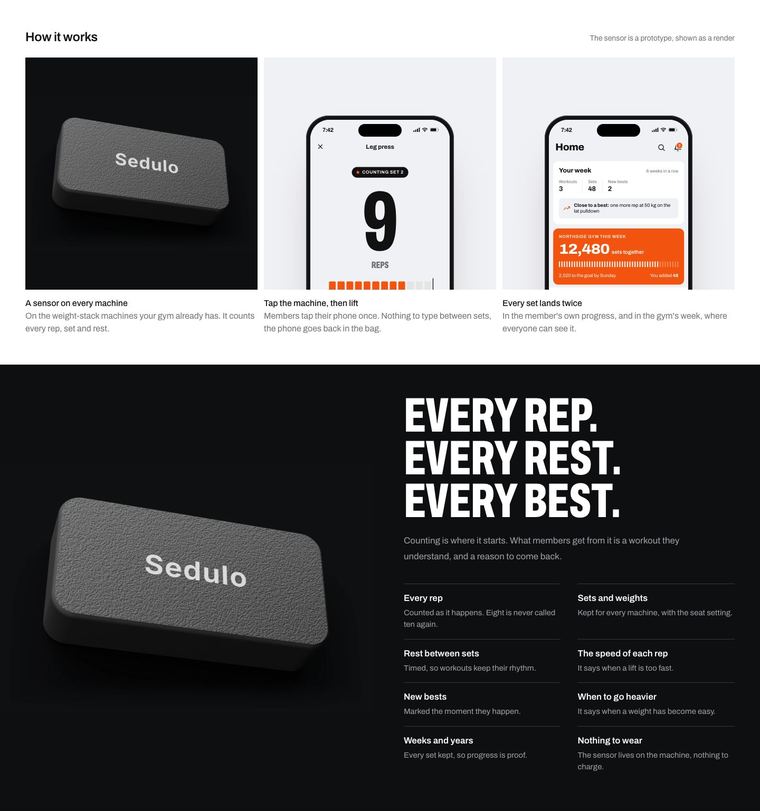 How it works
The sensor is a prototype, shown as a render
Sedulo
7:42
Leg press
COUNTING SET 2
9
REPS
7:42
Home
Your week
6 weeks in a row
Workouts
Sets
New bests
3
48
2
Close to a best: one more rep at 50 kg on the
lat pulldown
NORTHSIDE GYM THIS WEEK
12,480 sets together
2,520 to the goal by Sunday
You added 48
A sensor on every machine
On the weight-stack machines your gym already has. It counts
every rep, set and rest.
Tap the machine, then lift
Members tap their phone once. Nothing to type between sets,
the phone goes back in the bag.
Every set lands twice
In the member's own progress, and in the gym's week, where
everyone can see it.
Sedulo
EVERY REP.
EVERY REST.
EVERY BEST.
Counting is where it starts. What members get from it is a workout they
understand, and a reason to come back.
Every rep
Counted as it happens. Eight is never called
ten again.
Sets and weights
Kept for every machine, with the seat setting.
Rest between sets
Timed, so workouts keep their rhythm.
The speed of each rep
It says when a lift is too fast.
New bests
Marked the moment they happen.
When to go heavier
It says when a weight has become easy.
Weeks and years
Every set kept, so progress is proof.
Nothing to wear
The sensor lives on the machine, nothing to
charge.